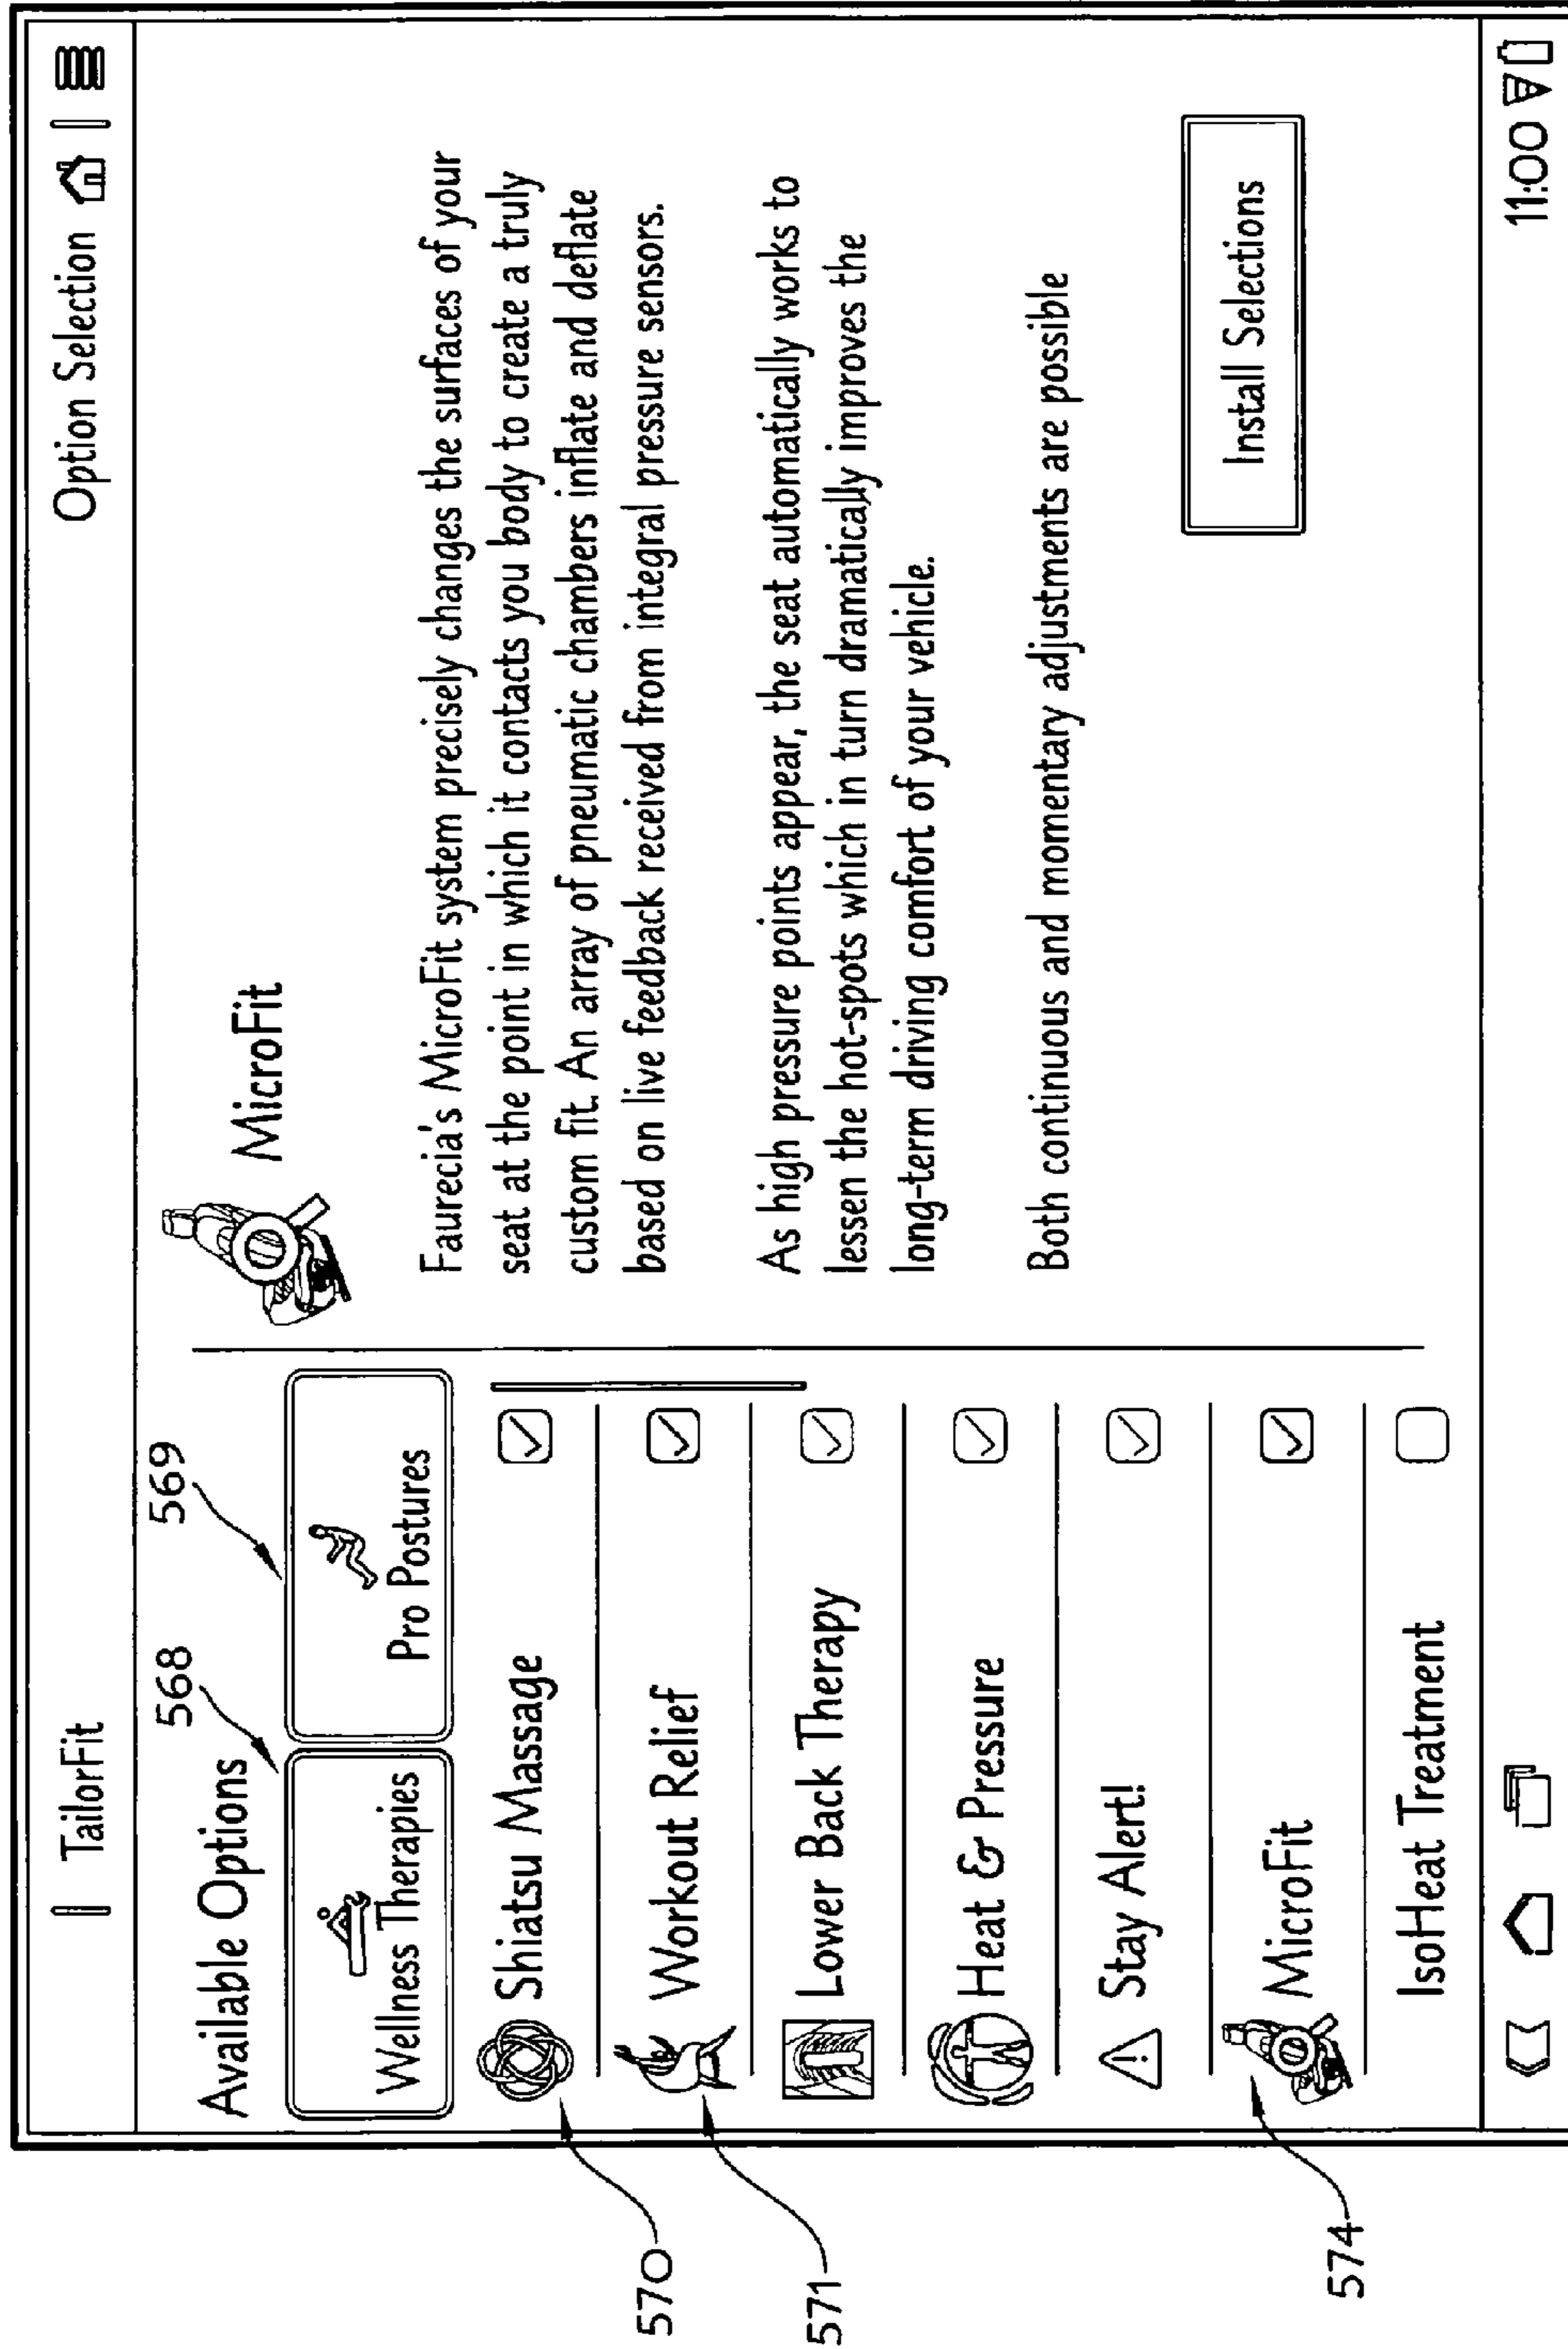 TailorFit
Option Selection
Available Options
568
569
Wellness Therapies
Pro Postures
570
Shiatsu Massage
571
Workout Relief
Lower Back Therapy
Heat & Pressure
Stay Alert!
574
MicroFit
IsoHeat Treatment
MicroFit
Faurecia's MicroFit system precisely changes the surfaces of your
seat at the point in which it contacts you body to create a truly
custom fit. An array of pneumatic chambers inflate and deflate
based on live feedback received from integral pressure sensors.
As high pressure points appear, the seat automatically works to
lessen the hot-spots which in turn dramatically improves the
long-term driving comfort of your vehicle.
Both continuous and momentary adjustments are possible
Install Selections
11:00